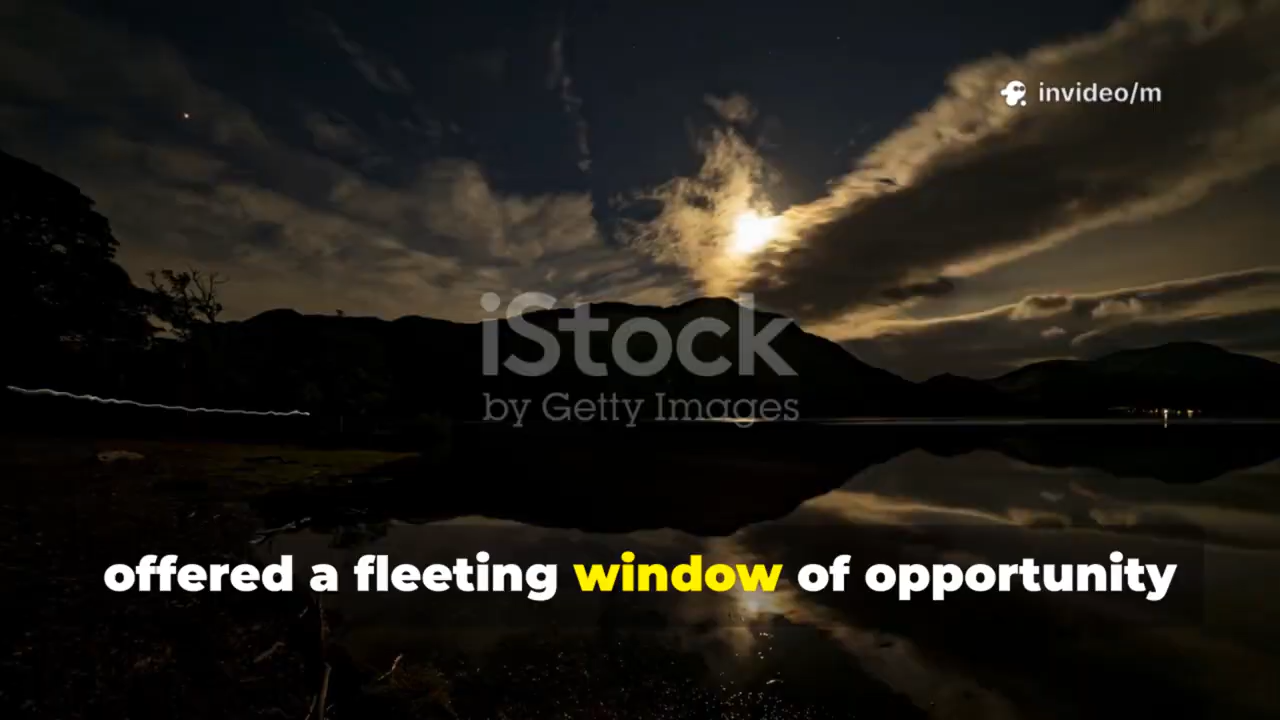 invideo/m
iStock
by Getty Images
offered a fleeting window of opportunity